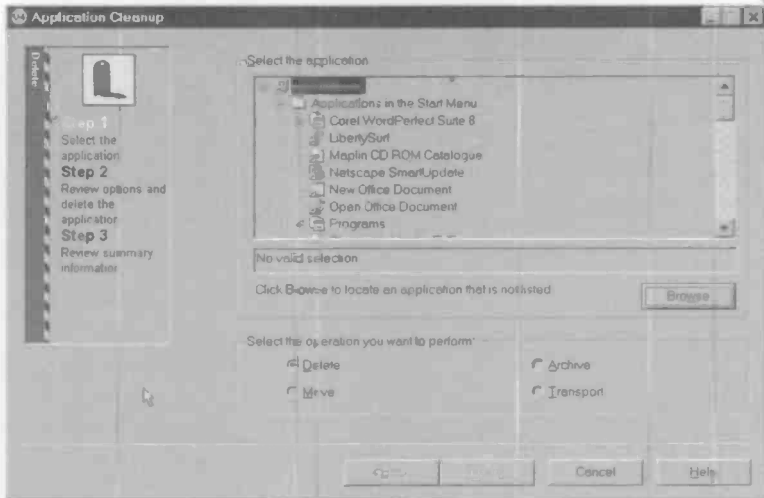 Application Cleanup
Delete
Step 1
Select the
application
Step 2
Review options and
delete the
application
Step 3
Review summary
information
Select the application
Applications in the Start Menu
Corel WordPerfect Suite 8
LibertySurf
Maplin CD ROM Catalogue
Netscape SmartUpdate
New Office Document
Open Office Document
Programs
No valid selection
Click Browse to locate an application that is not listed
Browse
Select the operation you want to perform:
Delete
Archive
Move
Transport
Cancel
Help